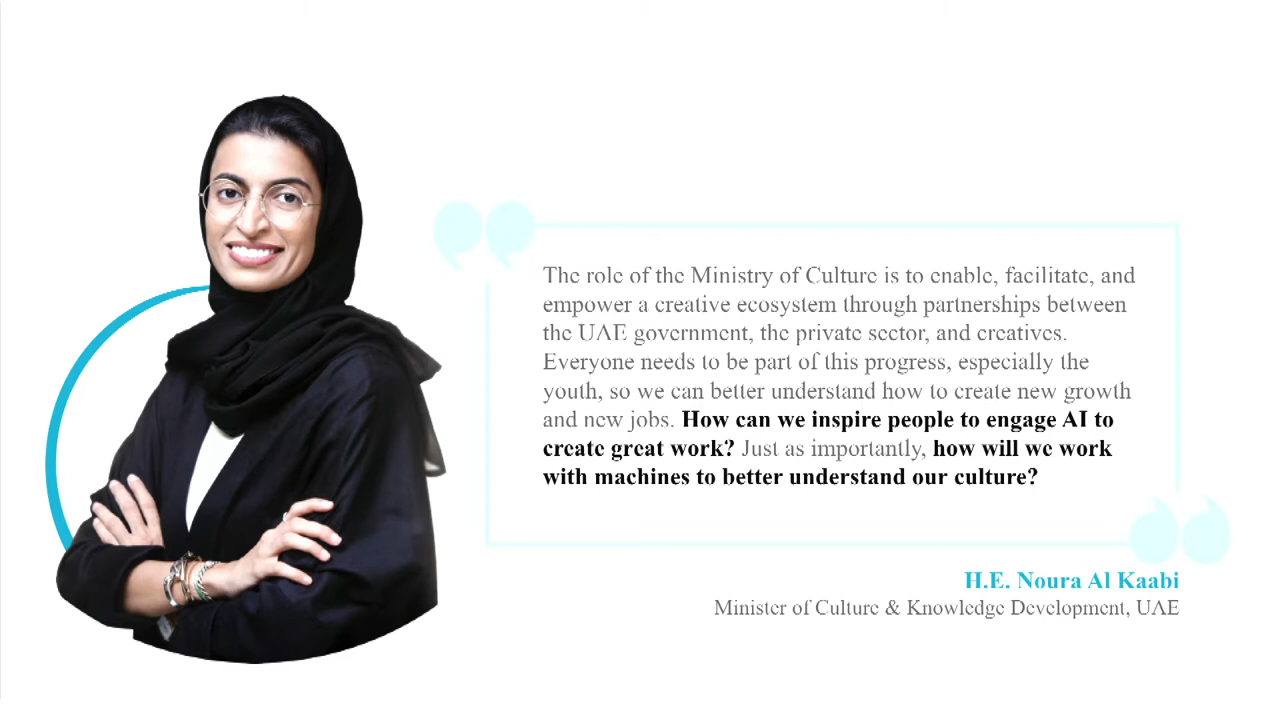 The role of the Ministry of Culture is to enable, facilitate, and
empower a creative ecosystem through partnerships between
the UAE government, the private sector, and creatives.
Everyone needs to be part of this progress, especially the
youth, so we can better understand how to create new growth
and new jobs. How can we inspire people to engage AI to
create great work? Just as importantly, how will we work
with machines to better understand our culture?
H.E. Noura Al Kaabi
Minister of Culture & Knowledge Development, UAE